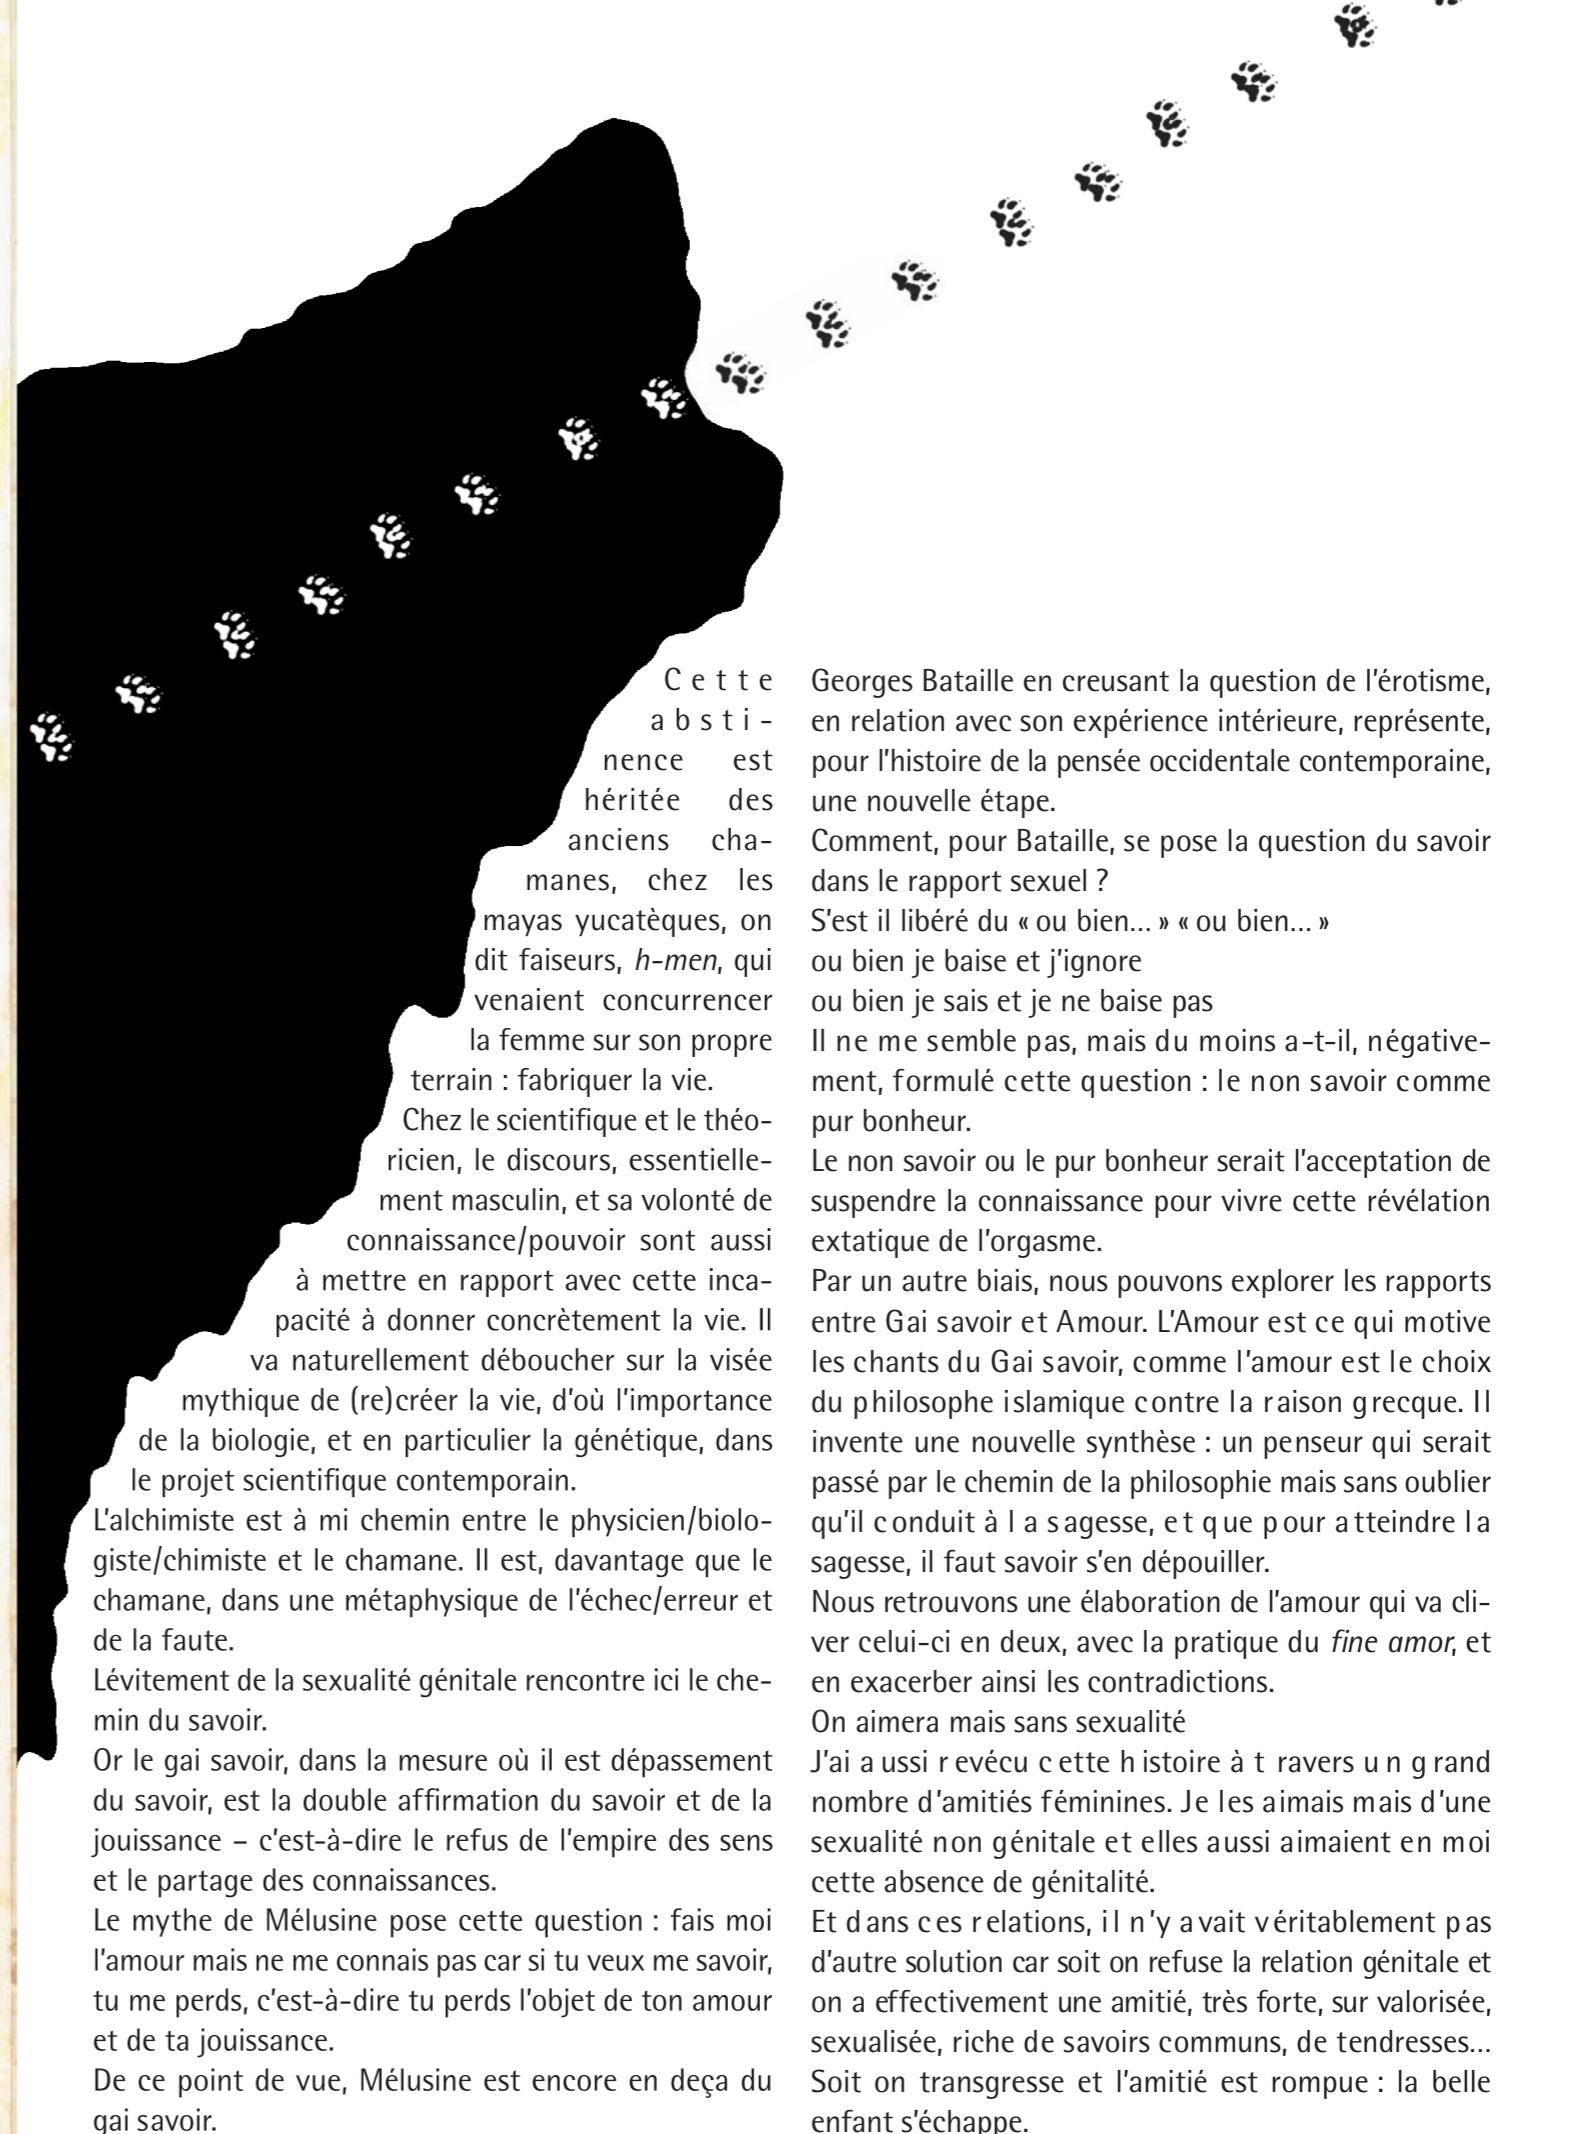 Cette
absti-
nence est
héritée des
anciens cha-
manes, chez les
mayas yucatèques, on
dit faiseurs, h-men, qui
venaient concurrencer
la femme sur son propre
terrain : fabriquer la vie.
Chez le scientifique et le théo-
ricien, le discours, essentielle-
ment masculin, et sa volonté de
connaissance/pouvoir sont aussi
à mettre en rapport avec cette inca-
pacité à donner concrètement la vie. Il
va naturellement déboucher sur la visée
mythique de (re)créer la vie, d'où l'importance
de la biologie, et en particulier la génétique, dans
le projet scientifique contemporain.
L'alchimiste est à mi chemin entre le physicien/biolo-
giste/chimiste et le chamane. Il est, davantage que le
chamane, dans une métaphysique de l'échec/erreur et
de la faute.
Lévitement de la sexualité génitale rencontre ici le che-
min du savoir.
Or le gai savoir, dans la mesure où il est dépassement
du savoir, est la double affirmation du savoir et de la
jouissance – c'est-à-dire le refus de l'empire des sens
et le partage des connaissances.
Le mythe de Mélusine pose cette question : fais moi
l'amour mais ne me connais pas car si tu veux me savoir,
tu me perds, c'est-à-dire tu perds l'objet de ton amour
et de ta jouissance.
De ce point de vue, Mélusine est encore en deça du
gai savoir.
Georges Bataille en creusant la question de l'érotisme,
en relation avec son expérience intérieure, représente,
pour l'histoire de la pensée occidentale contemporaine,
une nouvelle étape.
Comment, pour Bataille, se pose la question du savoir
dans le rapport sexuel ?
S'est il libéré du « ou bien... » « ou bien... »
ou bien je baise et j'ignore
ou bien je sais et je ne baise pas
Il ne me semble pas, mais du moins a-t-il, négative-
ment, formulé cette question : le non savoir comme
pur bonheur.
Le non savoir ou le pur bonheur serait l'acceptation de
suspendre la connaissance pour vivre cette révélation
extatique de l'orgasme.
Par un autre biais, nous pouvons explorer les rapports
entre Gai savoir et Amour. L'Amour est ce qui motive
les chants du Gai savoir, comme l'amour est le choix
du philosophe islamique contre la raison grecque. Il
invente une nouvelle synthèse : un penseur qui serait
passé par le chemin de la philosophie mais sans oublier
qu'il conduit à la sagesse, et que pour atteindre la
sagesse, il faut savoir s'en dépouiller.
Nous retrouvons une élaboration de l'amour qui va cli-
ver celui-ci en deux, avec la pratique du fine amor, et
en exacerber ainsi les contradictions.
On aimera mais sans sexualité
J'ai aussi revécu cette histoire à travers un grand
nombre d'amitiés féminines. Je les aimais mais d'une
sexualité non génitale et elles aussi aimaient en moi
cette absence de génitalité.
Et dans ces relations, il n'y avait véritablement pas
d'autre solution car soit on refuse la relation génitale et
on a effectivement une amitié, très forte, sur valorisée,
sexualisée, riche de savoirs communs, de tendresses...
Soit on transgresse et l'amitié est rompue : la belle
enfant s'échappe.